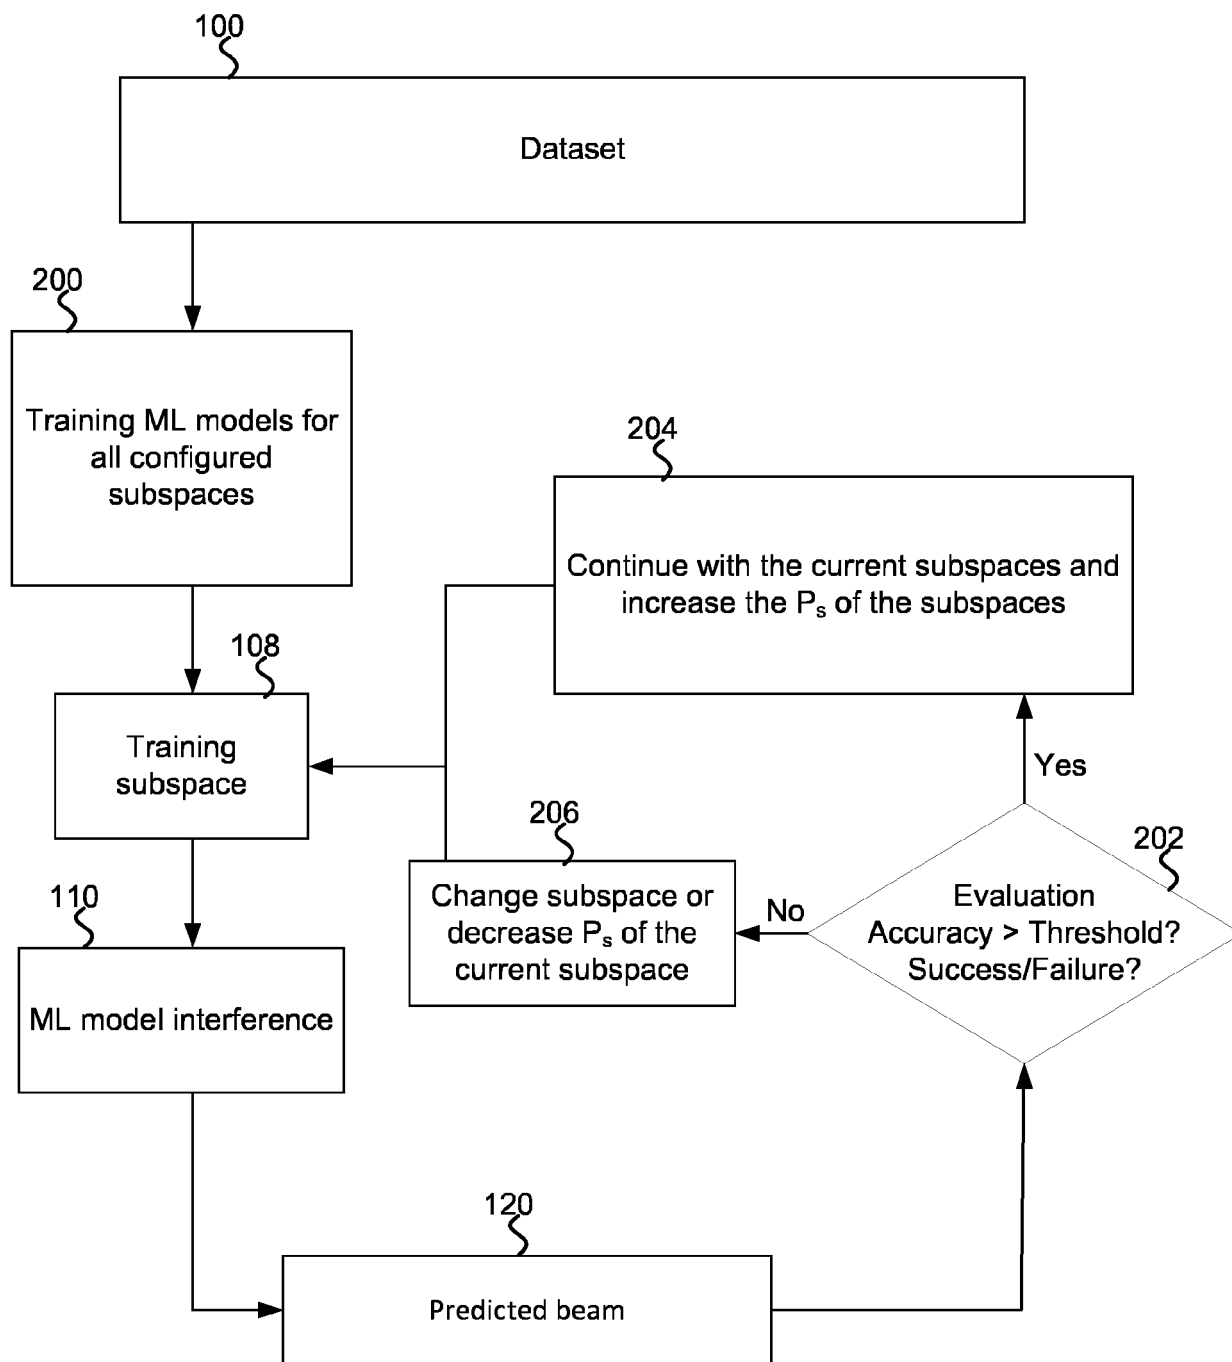 100
Dataset
200
Training ML models for
all configured
subspaces
204
Continue with the current subspaces and
increase the Pₛ of the subspaces
108
Training
subspace
Yes
206
Change subspace or
decrease Pₛ of the
current subspace
No
202
Evaluation
Accuracy > Threshold?
Success/Failure?
110
ML model interference
120
Predicted beam